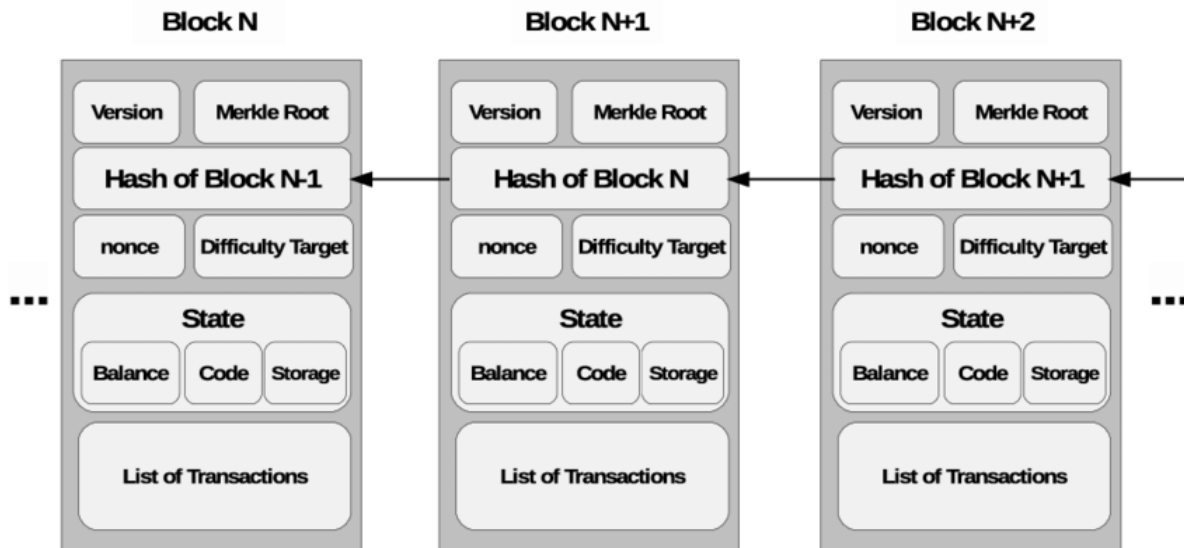 Block N
Block N+1
Block N+2
Version
Merkle Root
Version
Merkle Root
Version
Merkle Root
Hash of Block N-1
Hash of Block N
Hash of Block N+1
nonce
Difficulty Target
nonce
Difficulty Target
nonce
Difficulty Target
...
...
State
State
State
Balance
Code
Storage
Balance
Code
Storage
Balance
Code
Storage
List of Transactions
List of Transactions
List of Transactions